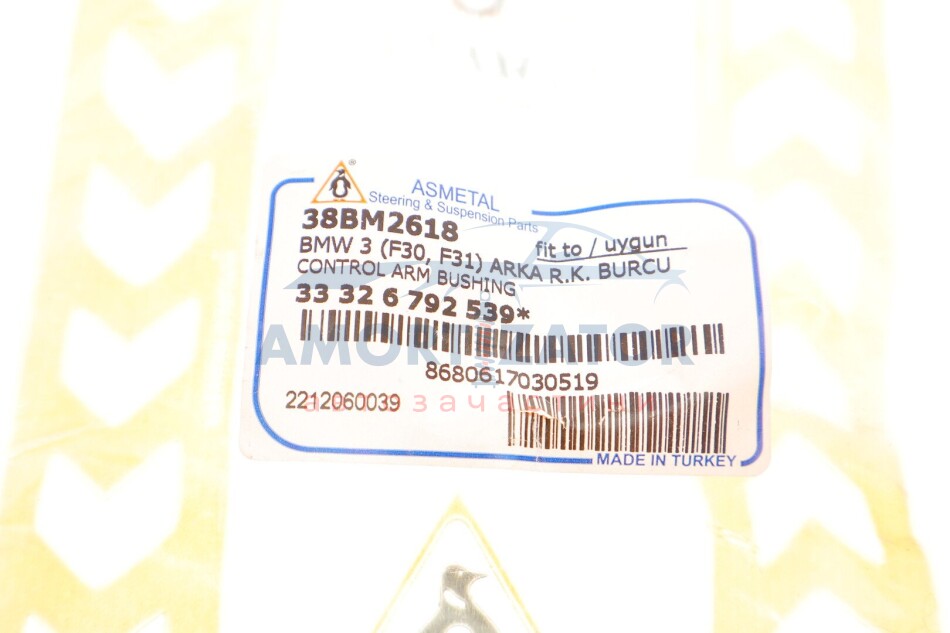 ®
ASMETAL
Steering & Suspension Parts
38BM2618
fit to / uygun
BMW 3 (F30, F31) ARKA R.K. BURCU
CONTROL ARM BUSHING
33 32 6 792 539*
AMORTIZATOR
8680617030519
2212060039
автозапчастини
MADE IN TURKEY